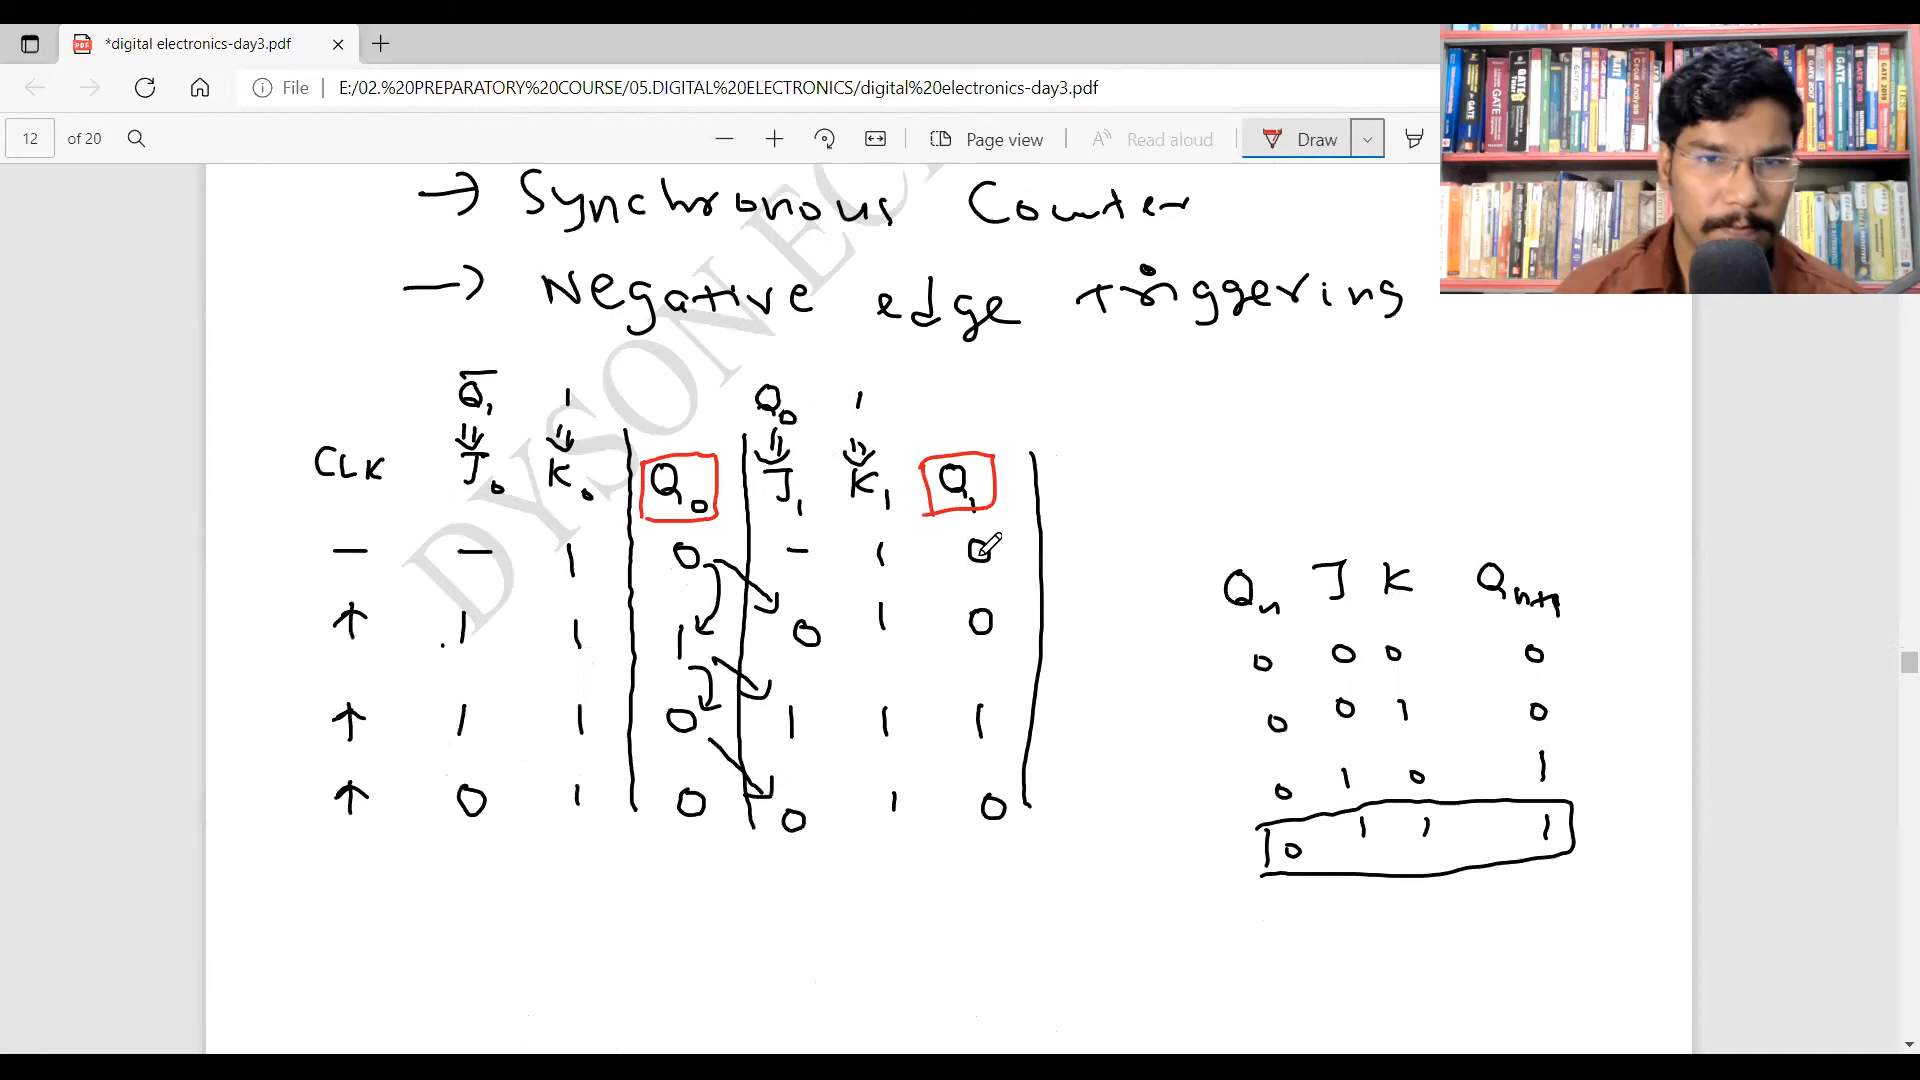 *digital electronics-day3.pdf
File E:/02.%20PREPARATORY%20COURSE/05.DIGITAL%20ELECTRONICS/digital%20electronics-day3.pdf
12 of 20 Page view Read aloud Draw
→ Synchronous Counter
→ Negative edge triggering
DYSON EC
Q̅₁ 1 Q₀ 1
CLK J₀ K₀ Q₀ J₁ K₁ Q₁
— — 1 0 - 1 0
↑ 1 1 1 0 1 0
↑ 1 1 0 1 1 1
↑ 0 1 0 0 1 0
Qn J K Qn+1
0 0 0 0
0 0 1 0
0 1 0 1
0 1 1 1